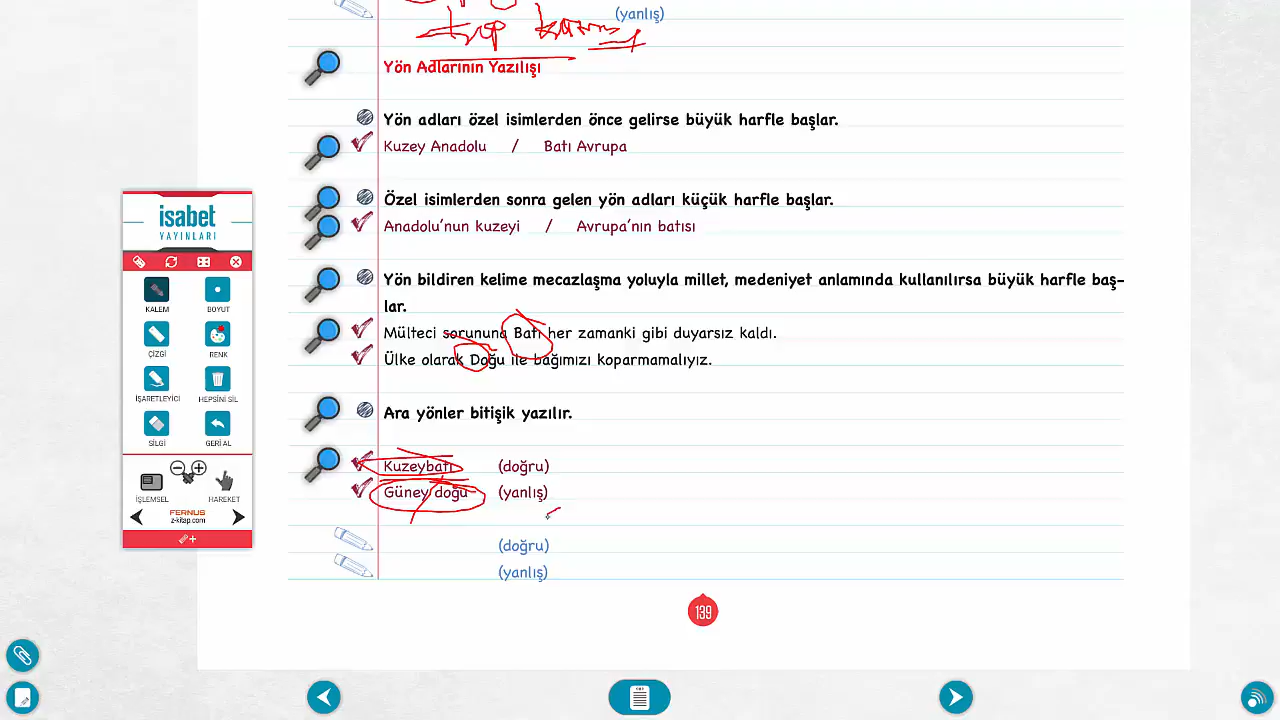 (yanlış)
Yön Adlarının Yazılışı
Yön adları özel isimlerden önce gelirse büyük harfle başlar.
Kuzey Anadolu / Batı Avrupa
Özel isimlerden sonra gelen yön adları küçük harfle başlar.
Anadolu'nun kuzeyi / Avrupa'nın batısı
Yön bildiren kelime mecazlaşma yoluyla millet, medeniyet anlamında kullanılırsa büyük harfle baş-
lar.
Mülteci sorununa Batı her zamanki gibi duyarsız kaldı.
Ülke olarak Doğu ile bağımızı koparmamalıyız.
Ara yönler bitişik yazılır.
Kuzeybatı (doğru)
Güney doğu (yanlış)
(doğru)
(yanlış)
139
isabet
YAYINLARI
KALEM BOYUT
ÇİZGİ RENK
İŞARETLEYİCİ HEPSİNİ SİL
SİLGİ GERİ AL
İŞLEMSEL HAREKET
FERNUS
z-kitap.com